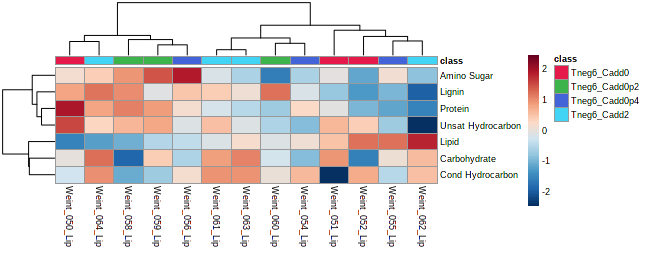 class
Amino Sugar
Lignin
Protein
Unsat Hydrocarbon
Lipid
Carbohydrate
Cond Hydrocarbon
Weint_050_Lip
Weint_064_Lip
Weint_058_Lip
Weint_059_Lip
Weint_056_Lip
Weint_061_Lip
Weint_063_Lip
Weint_060_Lip
Weint_054_Lip
Weint_051_Lip
Weint_052_Lip
Weint_055_Lip
Weint_062_Lip
2
1
0
-1
-2
class
Tneg6_Cadd0
Tneg6_Cadd0p2
Tneg6_Cadd0p4
Tneg6_Cadd2